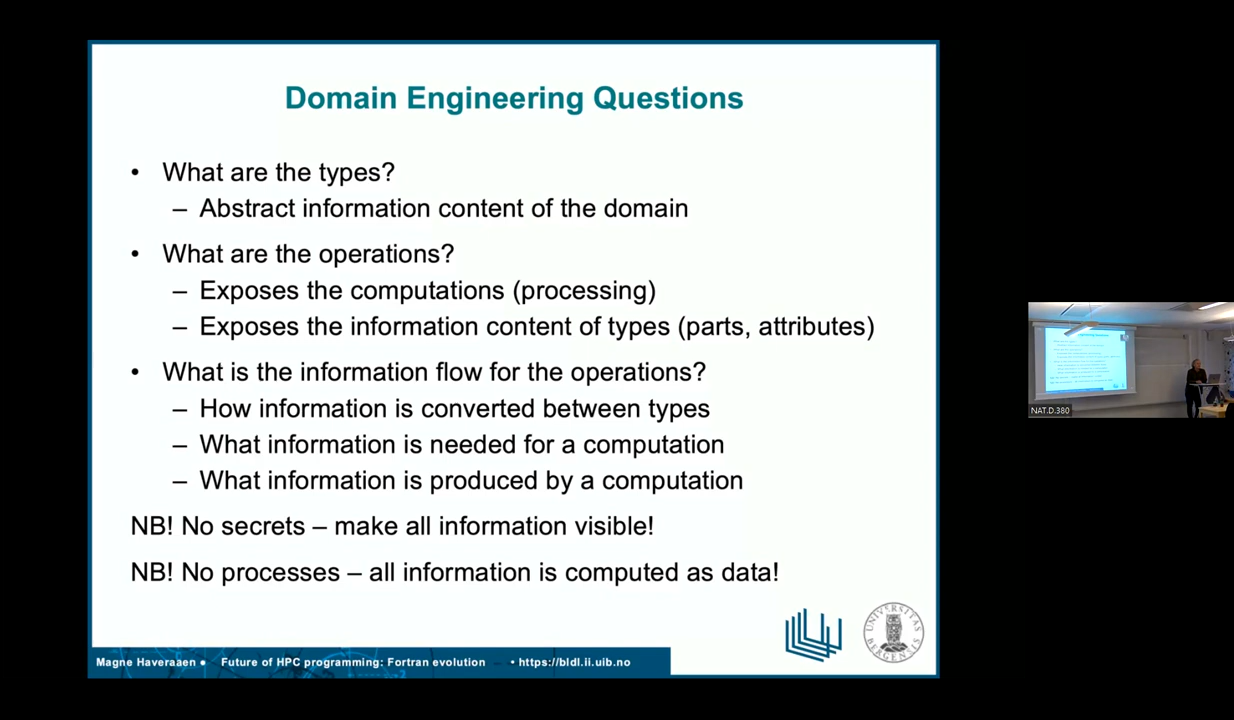 Domain Engineering Questions
• What are the types?
– Abstract information content of the domain
• What are the operations?
– Exposes the computations (processing)
– Exposes the information content of types (parts, attributes)
• What is the information flow for the operations?
– How information is converted between types
– What information is needed for a computation
– What information is produced by a computation
NB! No secrets – make all information visible!
NB! No processes – all information is computed as data!
UNIVERSITAS BERGENSIS
Magne Haveraaen • Future of HPC programming: Fortran evolution • https://bldl.ii.uib.no
NAT.D.380